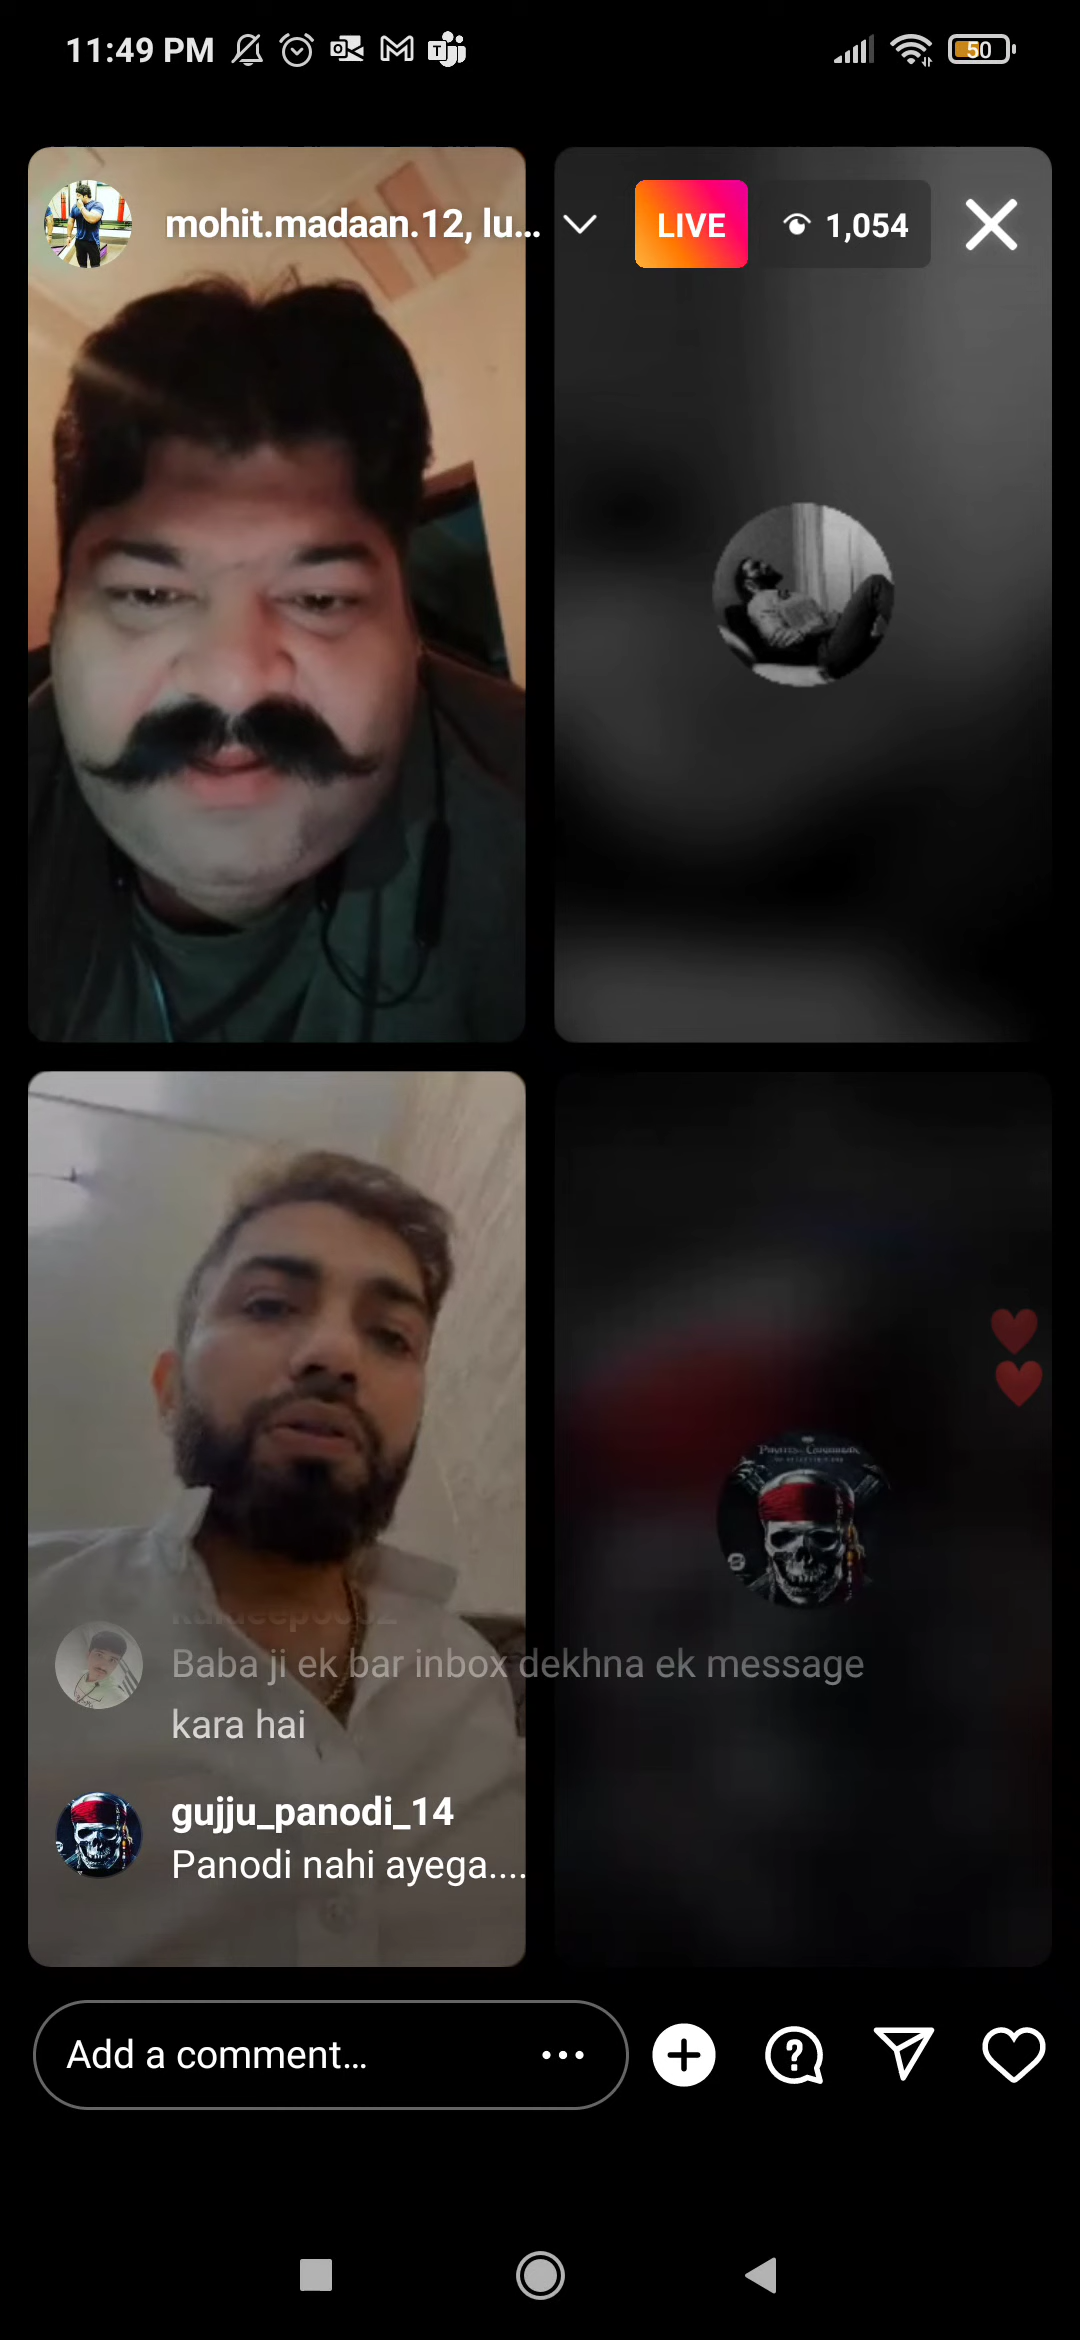 11:49 PM
50
mohit.madaan.12, lu...
LIVE
1,054
Baba ji ek bar inbox dekhna ek message
kara hai
gujju_panodi_14
Panodi nahi ayega....
Add a comment...